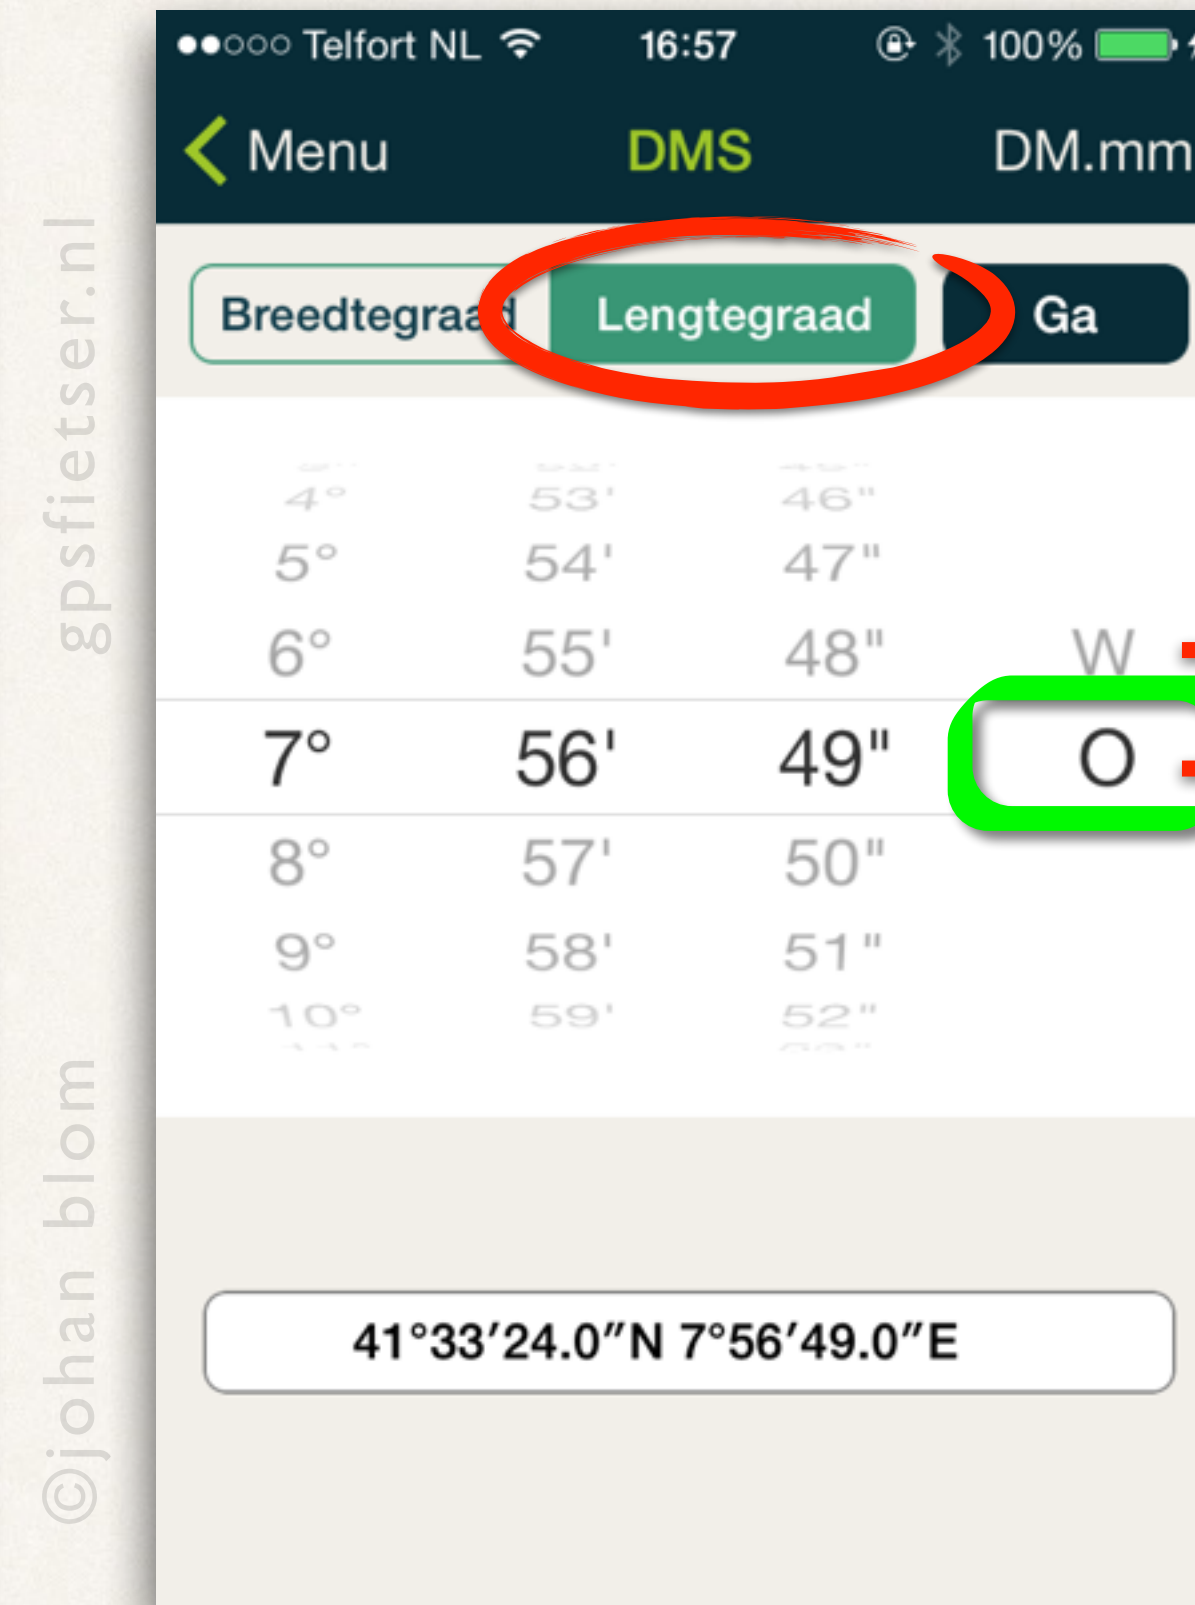 Telfort NL 16:57 100%
Menu DMS DM.mm
Breedtegraad Lengtegraad Ga
4° 53' 46"
5° 54' 47"
6° 55' 48" W
7° 56' 49" O
8° 57' 50"
9° 58' 51"
10° 59' 52"
41°33′24.0″N 7°56′49.0″E
©johan blom
gpsfietser.nl